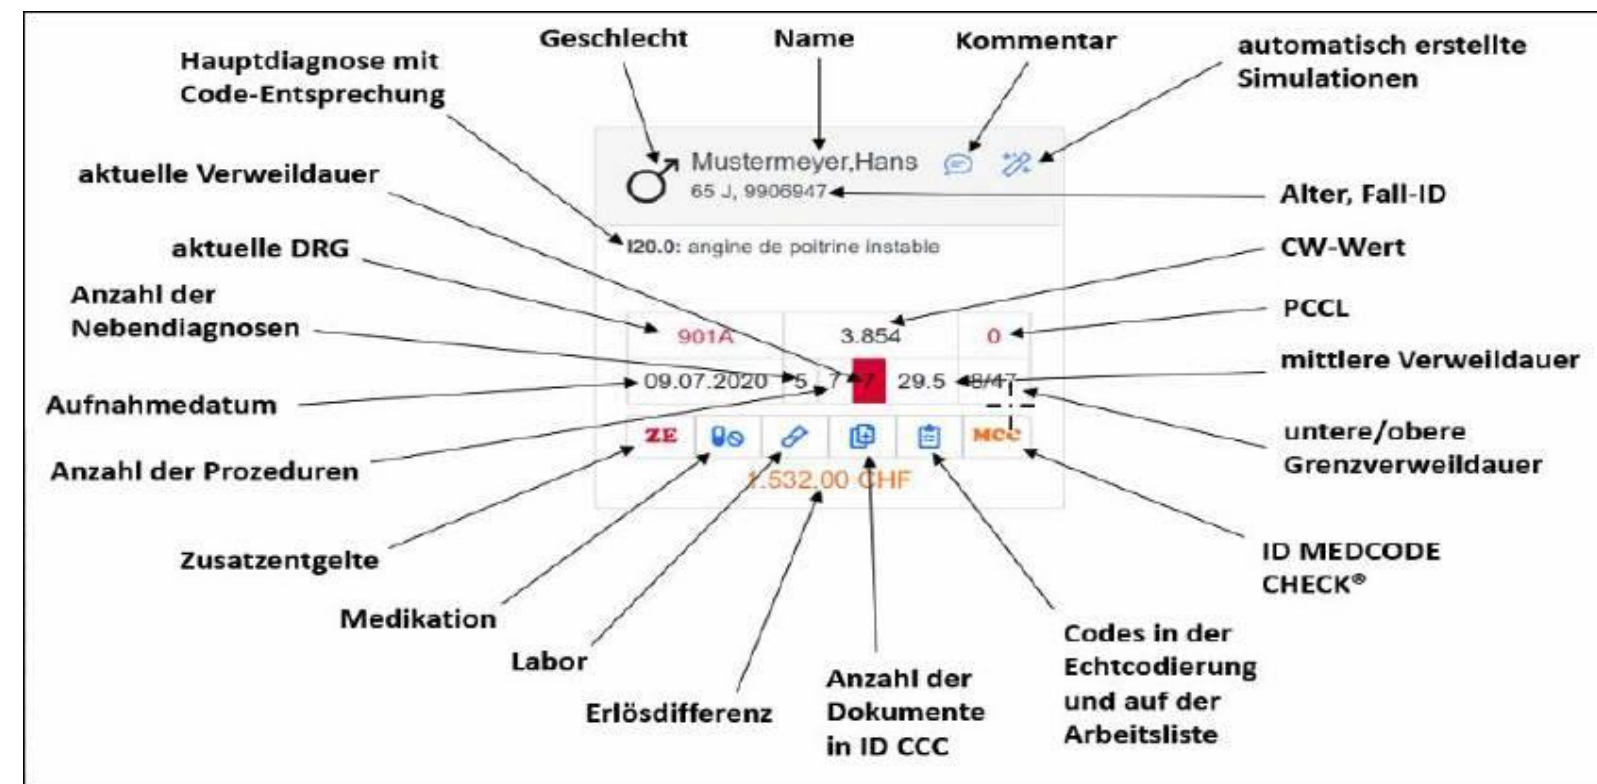 Geschlecht
Name
Kommentar
automatisch erstellte
Simulationen
Hauptdiagnose mit
Code-Entsprechung
Mustermeyer,Hans
65 J, 9906947
aktuelle Verweildauer
Alter, Fall-ID
I20.0: angine de poitrine instable
aktuelle DRG
CW-Wert
Anzahl der
Nebendiagnosen
PCCL
901A 3.854 0
mittlere Verweildauer
09.07.2020 5 7 7 29.5 8/47
Aufnahmedatum
untere/obere
Grenzverweildauer
ZE MCC
Anzahl der Prozeduren
1.532.00 CHF
Zusatzentgelte
ID MEDCODE
CHECK®
Medikation
Labor
Erlösdifferenz
Anzahl der
Dokumente
in ID CCC
Codes in der
Echtcodierung
und auf der
Arbeitsliste